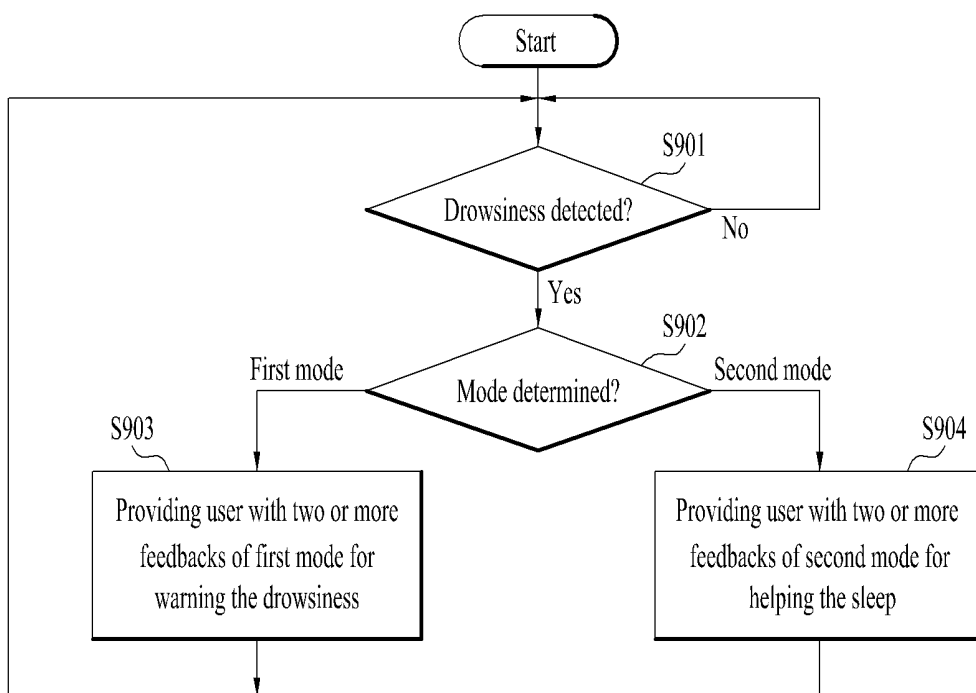 Start
S901
Drowsiness detected?
No
Yes
S902
First mode
Mode determined?
Second mode
S903
S904
Providing user with two or more
feedbacks of first mode for
warning the drowsiness
Providing user with two or more
feedbacks of second mode for
helping the sleep